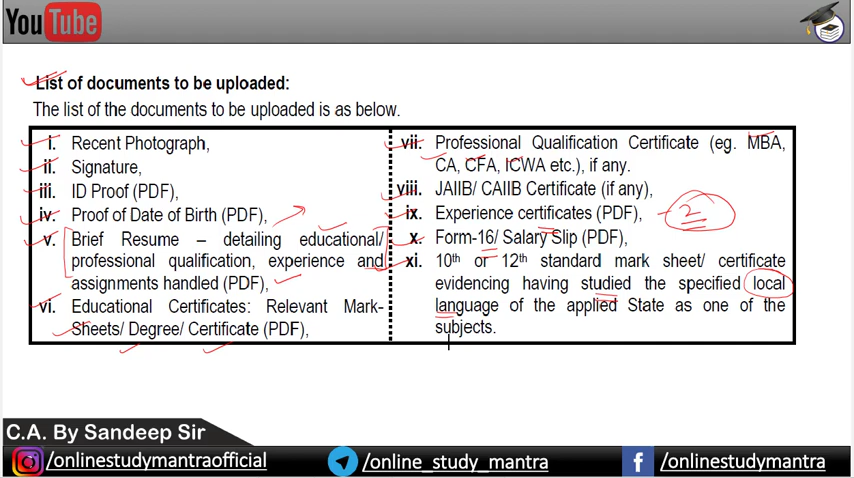 YouTube
List of documents to be uploaded:
The list of the documents to be uploaded is as below.
i. Recent Photograph,
ii. Signature,
iii. ID Proof (PDF),
iv. Proof of Date of Birth (PDF),
v. Brief Resume – detailing educational/
professional qualification, experience and
assignments handled (PDF),
vi. Educational Certificates: Relevant Mark-
Sheets/ Degree/ Certificate (PDF),
vii. Professional Qualification Certificate (eg. MBA,
CA, CFA, ICWA etc.), if any.
viii. JAIIB/ CAIIB Certificate (if any),
ix. Experience certificates (PDF), - 2
x. Form-16/ Salary Slip (PDF),
xi. 10th or 12th standard mark sheet/ certificate
evidencing having studied the specified local
language of the applied State as one of the
subjects.
C.A. By Sandeep Sir
/onlinestudymantraofficial
/online_study_mantra
/onlinestudymantra